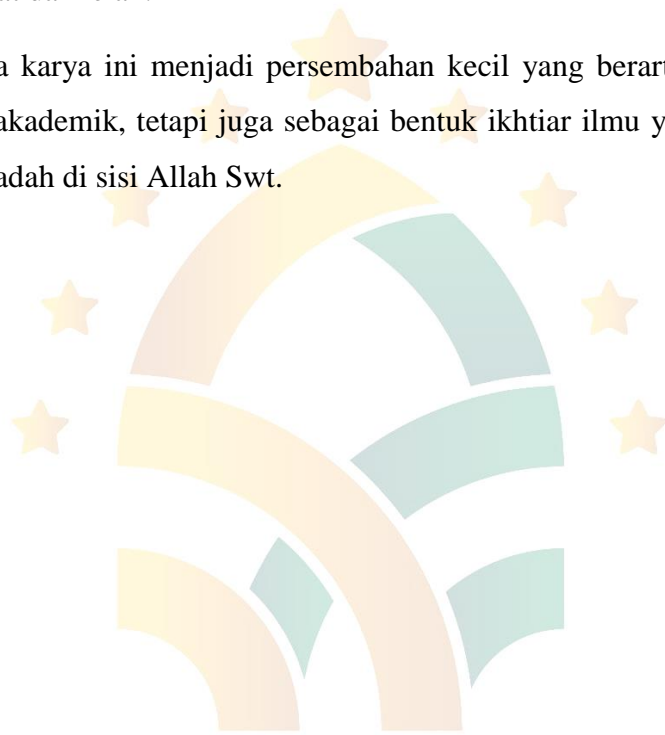 a karya ini menjadi persembahan kecil yang berart
akademik, tetapi juga sebagai bentuk ikhtiar ilmu y
adah di sisi Allah Swt.